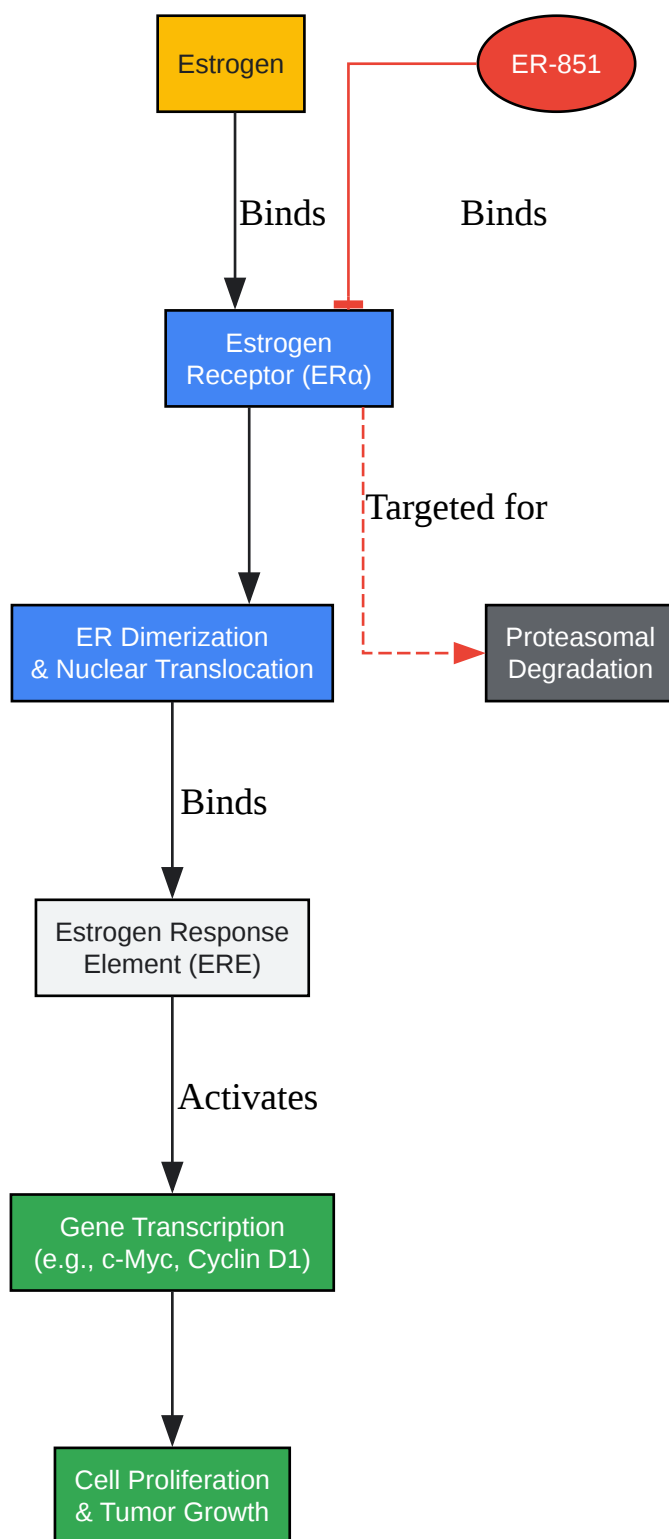 Estrogen
ER-851
Binds
Binds
Estrogen
Receptor (ERα)
Targeted for
ER Dimerization
& Nuclear Translocation
Proteasomal
Degradation
Binds
Estrogen Response
Element (ERE)
Activates
Gene Transcription
(e.g., c-Myc, Cyclin D1)
Cell Proliferation
& Tumor Growth